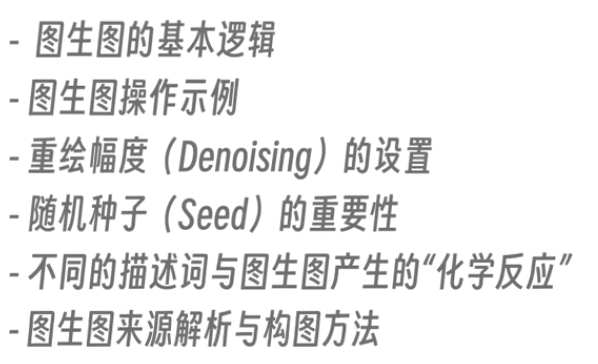 - 图生图的基本逻辑
- 图生图操作示例
- 重绘幅度（Denoising）的设置
- 随机种子（Seed）的重要性
- 不同的描述词与图生图产生的“化学反应”
- 图生图来源解析与构图方法